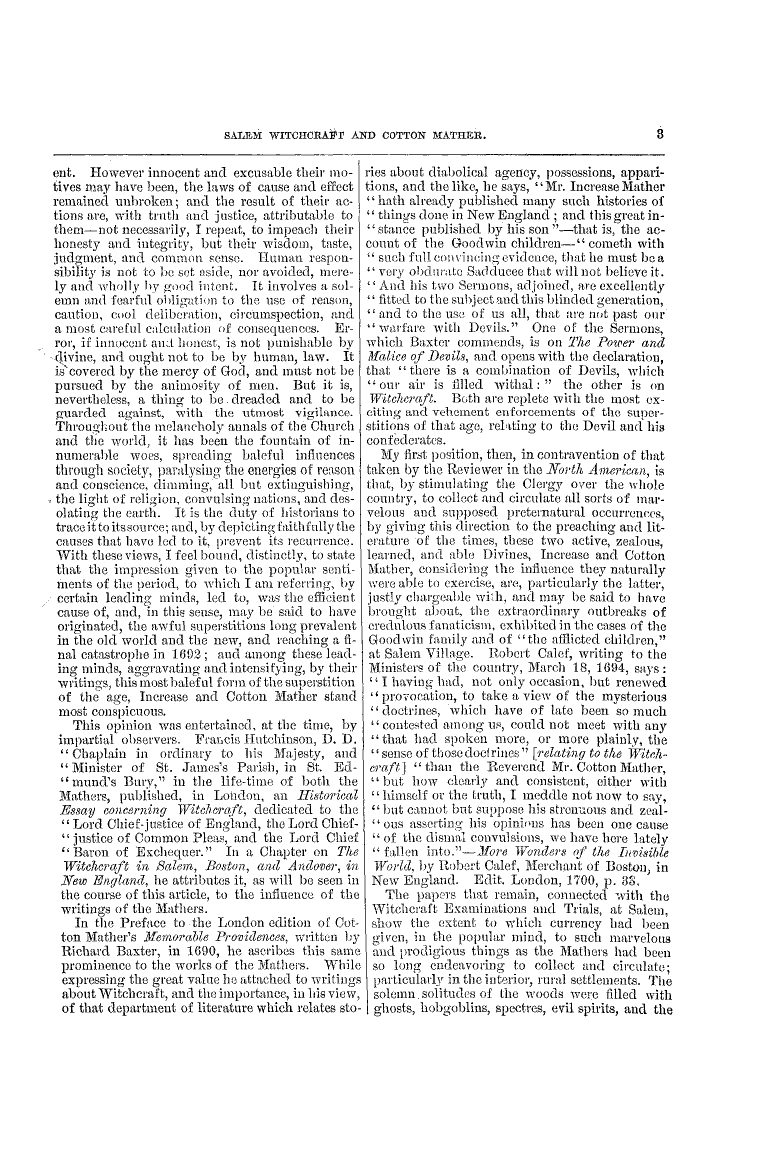 SALEM WITCHCRAFT AND COTTON MATHER. 3
ent. However innocent and excusable their mo-
tives may have been, the laws of cause and effect
remained unbroken; and the result of their ac-
tions are, with truth and justice, attributable to
them—not necessarily, I repeat, to impeach their
honesty and integrity, but their wisdom, taste,
judgment, and common sense. Human respon-
sibility is not to be set aside, nor avoided, mere-
ly and wholly by good intent. It involves a sol-
emn and fearful obligation to the use of reason,
caution, cool deliberation, circumspection, and
a most careful calculation of consequences. Er-
ror, if innocent and honest, is not punishable by
divine, and ought not to be by human, law. It
is covered by the mercy of God, and must not be
pursued by the animosity of men. But it is,
nevertheless, a thing to be dreaded and to be
guarded against, with the utmost vigilance.
Throughout the melancholy annals of the Church
and the world, it has been the fountain of in-
numerable woes, spreading baleful influences
through society, paralysing the energies of reason
and conscience, dimming, all but extinguishing,
the light of religion, convulsing nations, and des-
olating the earth. It is the duty of historians to
trace it to its source; and, by depicting faithfully the
causes that have led to it, prevent its recurrence.
With these views, I feel bound, distinctly, to state
that the impression given to the popular senti-
ments of the period, to which I am referring, by
certain leading minds, led to, was the efficient
cause of, and, in this sense, may be said to have
originated, the awful superstitions long prevalent
in the old world and the new, and reaching a fi-
nal catastrophe in 1692; and among these lead-
ing minds, aggravating and intensifying, by their
writings, this most baleful form of the superstition
of the age, Increase and Cotton Mather stand
most conspicuous.
This opinion was entertained, at the time, by
impartial observers. Francis Hutchinson, D. D.
"Chaplain in ordinary to his Majesty, and
"Minister of St. James's Parish, in St. Ed-
"mund's Bury," in the life-time of both the
Mathers, published, in London, an Historical
Essay concerning Witchcraft, dedicated to the
"Lord Chief-justice of England, the Lord Chief-
"justice of Common Pleas, and the Lord Chief
"Baron of Exchequer." In a Chapter on The
Witchcraft in Salem, Boston, and Andover, in
New England, he attributes it, as will be seen in
the course of this article, to the influence of the
writings of the Mathers.
In the Preface to the London edition of Cot-
ton Mather's Memorable Providences, written by
Richard Baxter, in 1690, he ascribes this same
prominence to the works of the Mathers. While
expressing the great value he attached to writings
about Witchcraft, and the importance, in his view,
of that department of literature which relates sto-
ries about diabolical agency, possessions, appari-
tions, and the like, he says, "Mr. Increase Mather
"hath already published many such histories of
"things done in New England; and this great in-
"stance published by his son"—that is, the ac-
count of the Goodwin children—"cometh with
"such full convincing evidence, that he must be a
"very obdurate Sadducee that will not believe it.
"And his two Sermons, adjoined, are excellently
"fitted to the subject and this blinded generation,
"and to the use of us all, that are not past our
"warfare with Devils." One of the Sermons,
which Baxter commends, is on The Power and
Malice of Devils, and opens with the declaration,
that "there is a combination of Devils, which
"our air is filled withal:" the other is on
Witchcraft. Both are replete with the most ex-
citing and vehement enforcements of the super-
stitions of that age, relating to the Devil and his
confederates.
My first position, then, in contravention of that
taken by the Reviewer in the North American, is
that, by stimulating the Clergy over the whole
country, to collect and circulate all sorts of mar-
velous and supposed preternatural occurrences,
by giving this direction to the preaching and lit-
erature of the times, these two active, zealous,
learned, and able Divines, Increase and Cotton
Mather, considering the influence they naturally
were able to exercise, are, particularly the latter,
justly chargeable with, and may be said to have
brought about, the extraordinary outbreaks of
credulous fanaticism, exhibited in the cases of the
Goodwin family and of "the afflicted children,"
at Salem Village. Robert Calef, writing to the
Ministers of the country, March 18, 1694, says:
"I having had, not only occasion, but renewed
"provocation, to take a view of the mysterious
"doctrines, which have of late been so much
"contested among us, could not meet with any
"that had spoken more, or more plainly, the
"sense of those doctrines" [relating to the Witch-
craft] "than the Reverend Mr. Cotton Mather,
"but how clearly and consistent, either with
"himself or the truth, I meddle not now to say,
"but cannot but suppose his strenuous and zeal-
"ous asserting his opinions has been one cause
"of the dismal convulsions, we have here lately
"fallen into."—More Wonders of the Invisible
World, by Robert Calef, Merchant of Boston, in
New England. Edit. London, 1700, p. 33.
The papers that remain, connected with the
Witchcraft Examinations and Trials, at Salem,
show the extent to which currency had been
given, in the popular mind, to such marvelous
and prodigious things as the Mathers had been
so long endeavoring to collect and circulate;
particularly in the interior, rural settlements. The
solemn solitudes of the woods were filled with
ghosts, hobgoblins, spectres, evil spirits, and the